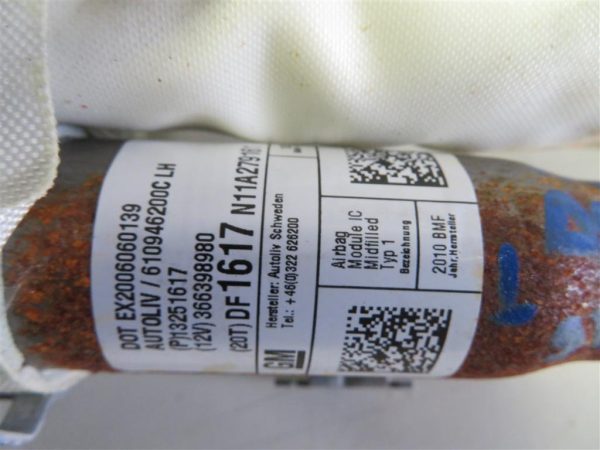 DOT EX2006060139
AUTOLIV / 610946200C LH
(P)13251617
(12V) 366398980
(20T) DF1617 N11A27918
GM
Hersteller: Autoliv Schweden
Tel.: +46(0)322 626200
Airbag
Module IC
Midfilled
Typ 1
Bezeichnung
2010 BMF
Jahr, Hersteller